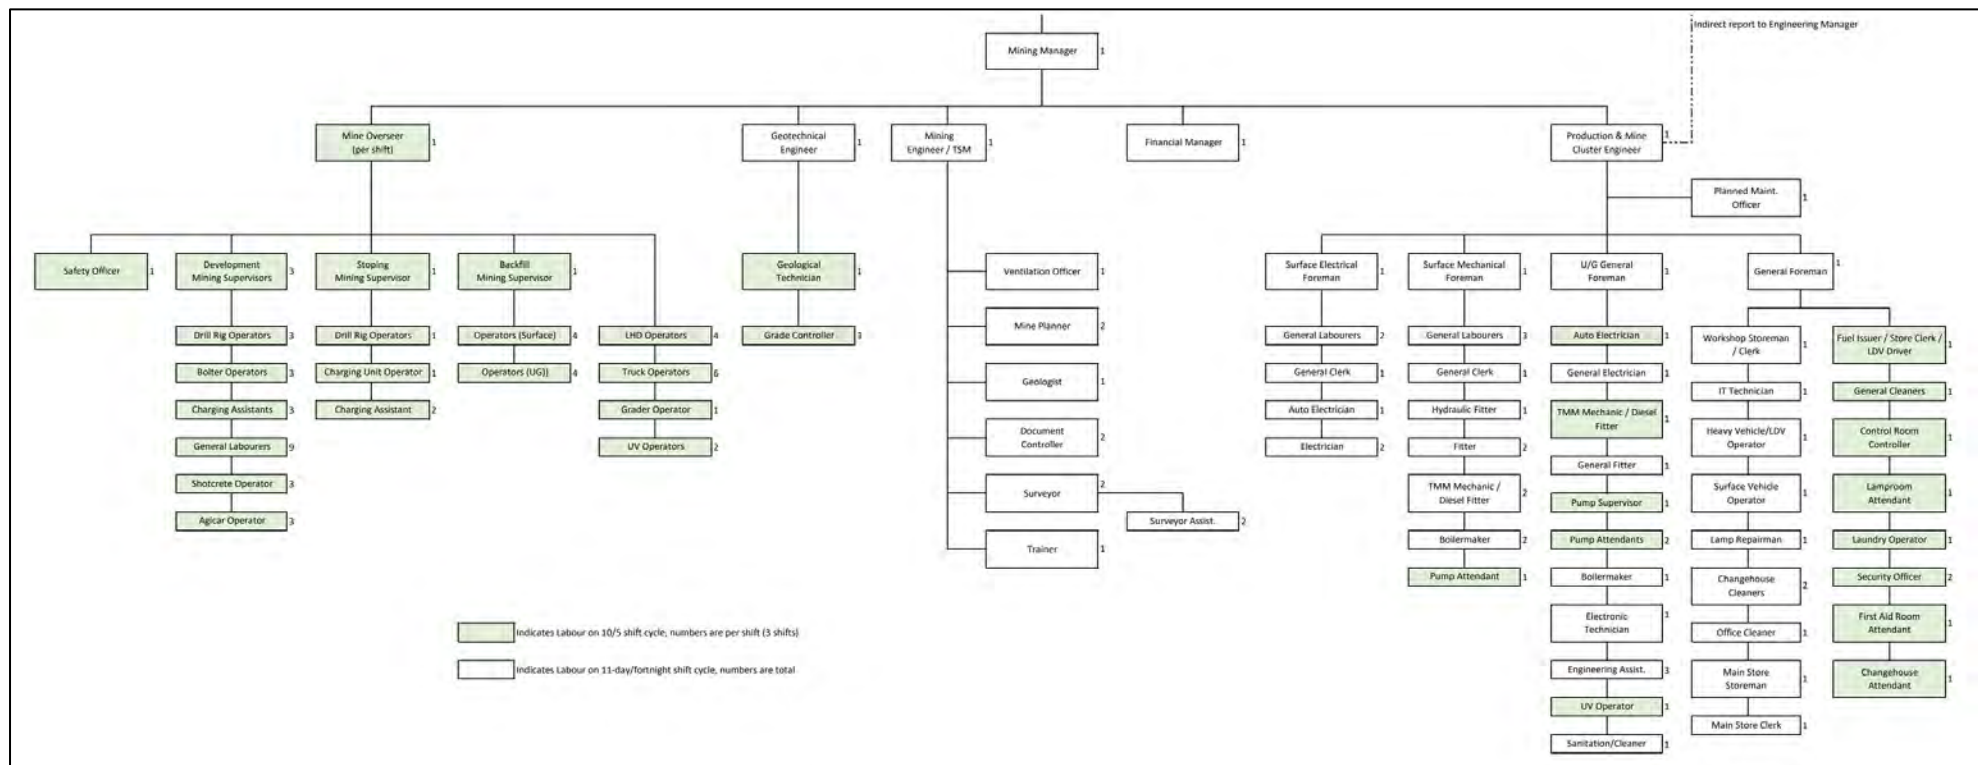 Indirect report to Engineering Manager
Mining Manager
1
Mine Overseer
(per shift)
1
Geotechnical
Engineer
1
Mining
Engineer / TSM
1
Financial Manager
1
Production & Mine
Cluster Engineer
1
Planned Maint.
Officer
1
Safety Officer
1
Development
Mining Supervisors
3
Drill Rig Operators
3
Bolter Operators
3
Charging Assistants
3
General Labourers
9
Shotcrete Operator
3
Agicar Operator
3
Stoping
Mining Supervisor
1
Drill Rig Operators
1
Charging Unit Operator
1
Charging Assistant
2
Backfill
Mining Supervisor
1
Operators (Surface)
4
Operators (UG))
4
LHD Operators
4
Truck Operators
6
Grader Operator
1
UV Operators
2
Geological
Technician
1
Grade Controller
3
Ventilation Officer
1
Mine Planner
2
Geologist
1
Document
Controller
2
Surveyor
2
Surveyor Assist.
2
Trainer
1
Surface Electrical
Foreman
1
General Labourers
2
General Clerk
1
Auto Electrician
1
Electrician
2
Surface Mechanical
Foreman
1
General Labourers
3
General Clerk
1
Hydraulic Fitter
1
Fitter
2
TMM Mechanic /
Diesel Fitter
2
Boilermaker
2
Pump Attendant
1
U/G General
Foreman
1
Auto Electrician
1
General Electrician
1
TMM Mechanic / Diesel
Fitter
1
General Fitter
1
Pump Supervisor
1
Pump Attendants
2
Boilermaker
1
Electronic
Technician
1
Engineering Assist.
3
UV Operator
1
Sanitation/Cleaner
1
General Foreman
1
Workshop Storeman
/ Clerk
1
IT Technician
1
Heavy Vehicle/LDV
Operator
1
Surface Vehicle
Operator
1
Lamp Repairman
1
Changehouse
Cleaners
2
Office Cleaner
1
Main Store
Storeman
1
Main Store Clerk
1
Fuel Issuer / Store Clerk /
LDV Driver
1
General Cleaners
1
Control Room
Controller
1
Lamproom
Attendant
1
Laundry Operator
1
Security Officer
2
First Aid Room
Attendant
1
Changehouse
Attendant
1
Indicates Labour on 10/5 shift cycle, numbers are per shift (3 shifts)
Indicates Labour on 11-day/fortnight shift cycle, numbers are total